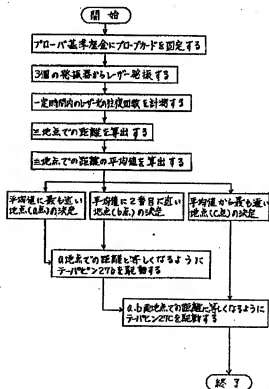 開始
プローバ基準座金にプローブカードを固定する
3個の発振器からレーザー発振する
一定時間内のレーザー光の往復回数を計測する
三地点での距離を算出する
三地点での距離の平均値を算出する
平均値に最も近い
地点(a点)の決定
平均値に2番目に近い
地点(b点)の決定
平均値から最も遠い
地点(c点)の決定
a地点での距離と等しくなるように
テーパピン27bを駆動する
a.b両地点での距離に等しくなるように
テーパピン27cを駆動する
終了